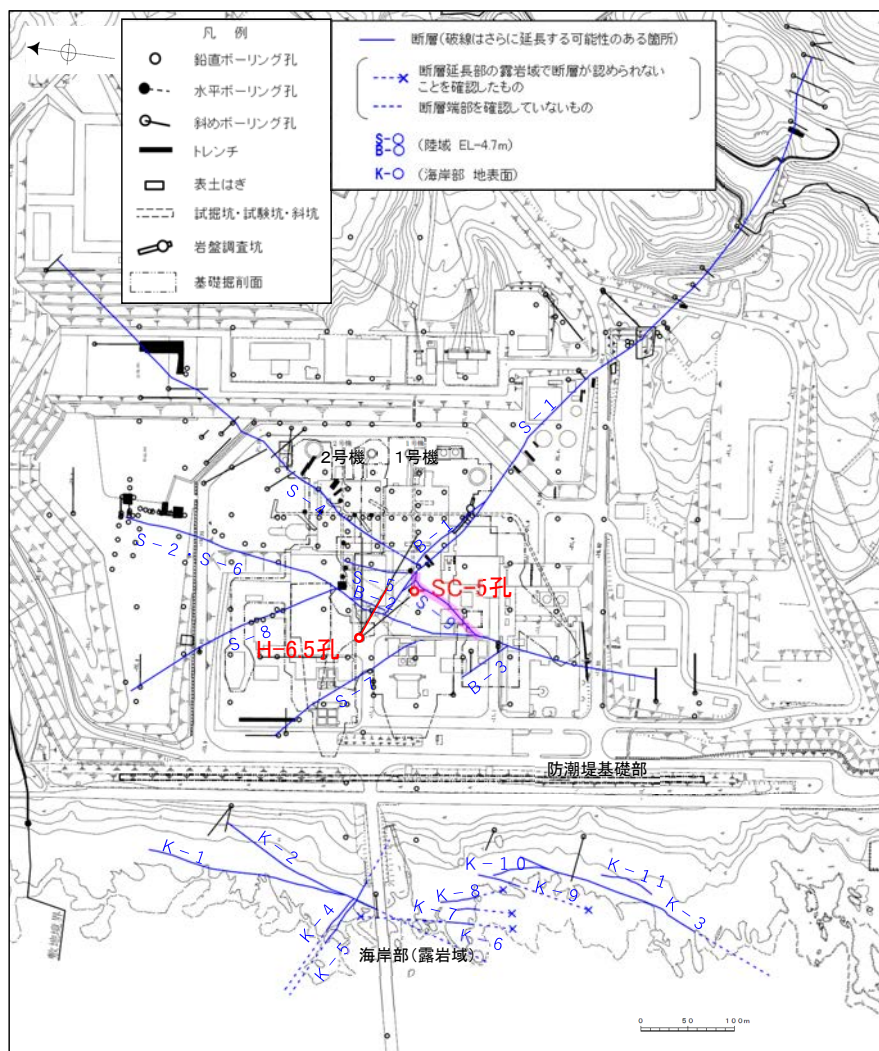 凡　例
鉛直ボーリング孔
水平ボーリング孔
斜めボーリング孔
トレンチ
表土はぎ
試掘坑・試験坑・斜坑
岩盤調査坑
基礎掘削面
断層(破線はさらに延長する可能性のある箇所)
断層延長部の露岩域で断層が認められない
ことを確認したもの
断層端部を確認していないもの
S-○
B-○
(陸域 EL-4.7m)
K-○ (海岸部 地表面)
2号機
1号機
S-1
S-4
B-1
S-2・S-6
S-5
B-2
SC-5孔
S-9
H-6.5孔
S-8
S-7
B-3
防潮堤基礎部
K-1
K-2
K-10
K-11
K-8
K-9
K-4
K-7
K-3
K-5
K-6
海岸部(露岩域)
敷地境界
0 50 100m